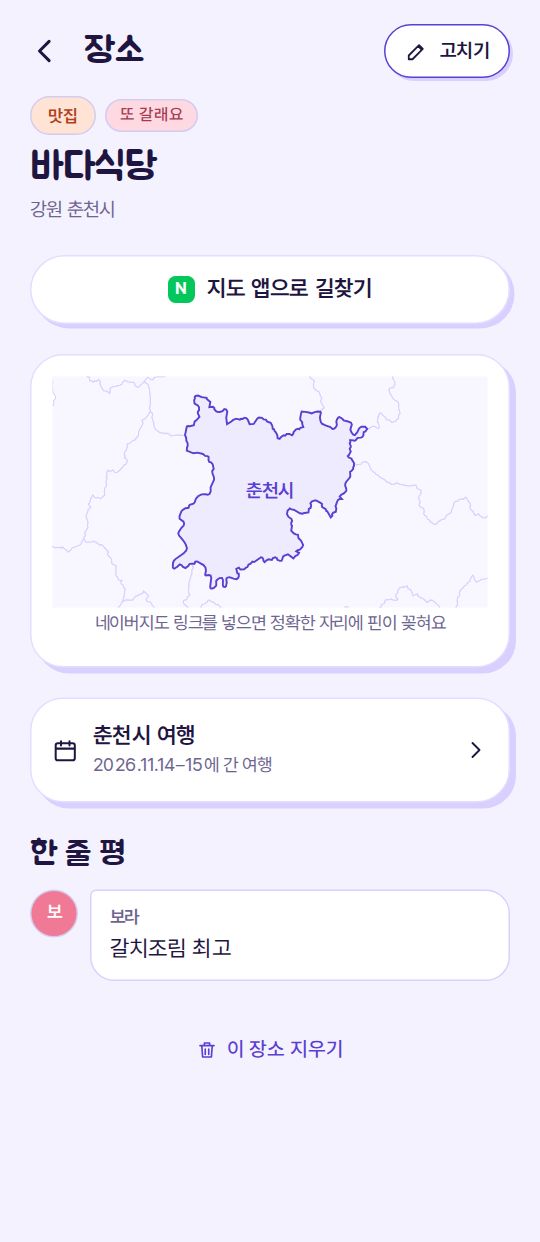 장소
고치기
맛집
또 갈래요
바다식당
강원 춘천시
N 지도 앱으로 길찾기
춘천시
네이버지도 링크를 넣으면 정확한 자리에 핀이 꽂혀요
춘천시 여행
2026.11.14–15에 간 여행
한 줄 평
보
보라
갈치조림 최고
이 장소 지우기